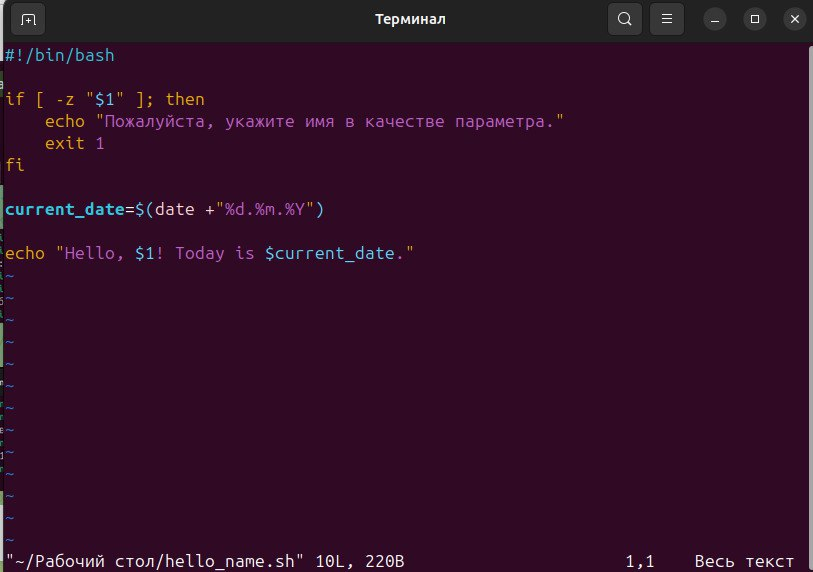 Терминал
#!/bin/bash
if [ -z "$1" ]; then
    echo "Пожалуйста, укажите имя в качестве параметра."
    exit 1
fi
current_date=$(date +"%d.%m.%Y")
echo "Hello, $1! Today is $current_date."
~
~
~
~
~
~
~
~
~
~
~
~
~
"~/Рабочий стол/hello_name.sh" 10L, 220B 1,1 Весь текст